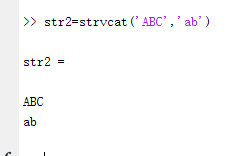 >> str2=strvcat('ABC','ab')
str2 =
ABC
ab